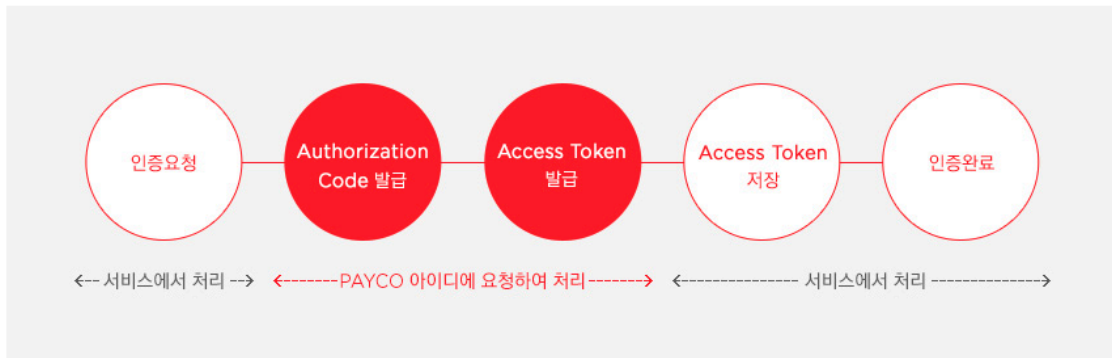 인증요청
Authorization
Code 발급
Access Token
발급
Access Token
저장
인증완료
서비스에서 처리
PAYCO 아이디에 요청하여 처리
서비스에서 처리